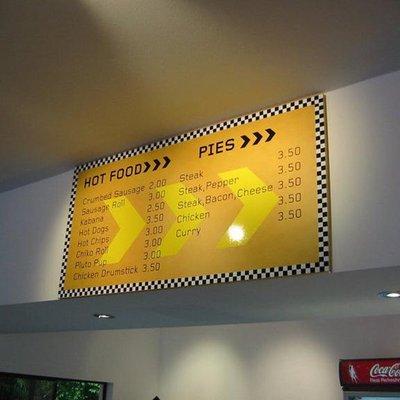 HOT FOOD
Crumbed Sausage 2.00
Sausage Roll 3.00
Kabana 2.50
Hot Dogs 3.50
Hot Chips 3.00
Chiko Roll 3.00
Pluto Pup 3.00
Chicken Drumstick 3.50
PIES
Steak 3.50
Steak,Pepper 3.50
Steak,Bacon,Cheese 3.50
Chicken 3.50
Curry 3.50
Coca-Cola
Real Refreshing